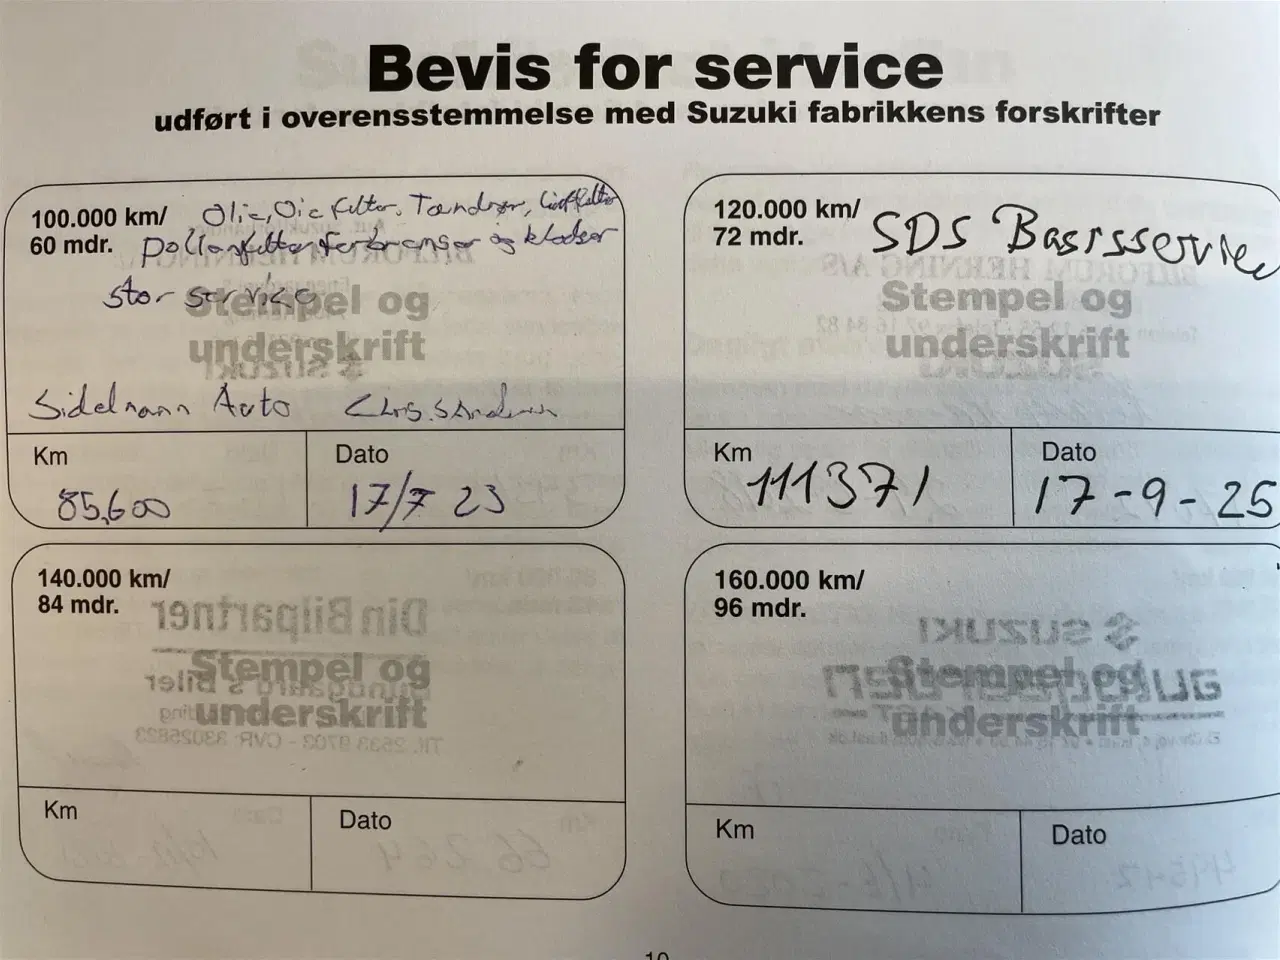 Bevis for service
udført i overensstemmelse med Suzuki fabrikkens forskrifter
100.000 km/ Olie, Oliefilter, Tændrør, Luftfilter
60 mdr. Pollenfilter for bremser og klodser
stor service
Stempel og
underskrift
Sidelmann Auto
Km
Dato
85,600
17/7 23
120.000 km/ SDS Basisservice
72 mdr.
Stempel og
underskrift
Km
Dato
111371
17-9-25
140.000 km/
84 mdr.
Stempel og
underskrift
Km
Dato
160.000 km/
96 mdr.
Stempel og
underskrift
Km
Dato